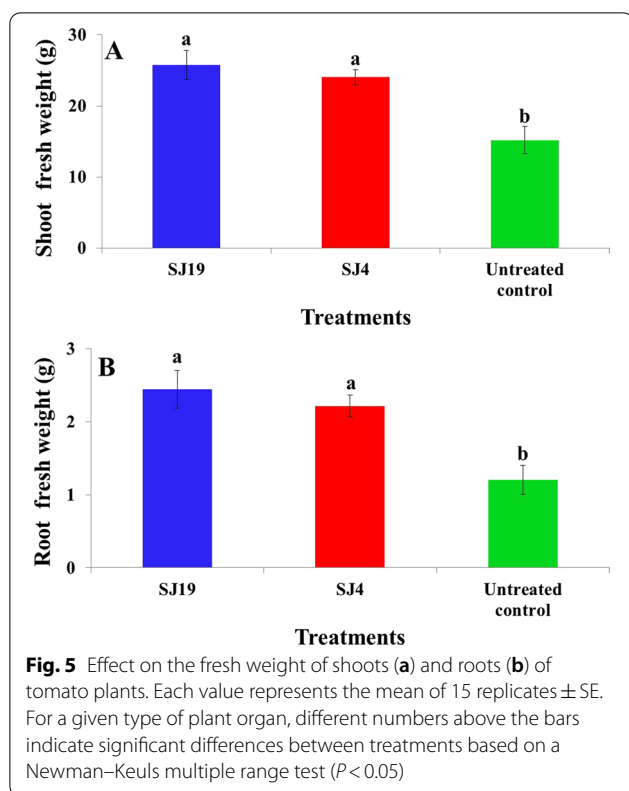 A
Shoot fresh weight (g)
30
20
10
0
a
a
b
SJ19
SJ4
Untreated
control
Treatments
B
Root fresh weight (g)
3
2
1
0
a
a
b
SJ19
SJ4
Untreated
control
Treatments
Fig. 5 Effect on the fresh weight of shoots (a) and roots (b) of
tomato plants. Each value represents the mean of 15 replicates ± SE.
For a given type of plant organ, different numbers above the bars
indicate significant differences between treatments based on a
Newman–Keuls multiple range test (P < 0.05)